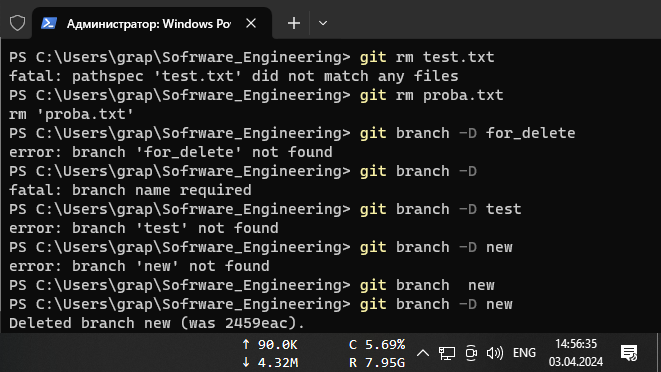 Администратор: Windows Po
PS C:\Users\grap\Sofrware_Engineering> git rm test.txt
fatal: pathspec 'test.txt' did not match any files
PS C:\Users\grap\Sofrware_Engineering> git rm proba.txt
rm 'proba.txt'
PS C:\Users\grap\Sofrware_Engineering> git branch -D for_delete
error: branch 'for_delete' not found
PS C:\Users\grap\Sofrware_Engineering> git branch -D
fatal: branch name required
PS C:\Users\grap\Sofrware_Engineering> git branch -D test
error: branch 'test' not found
PS C:\Users\grap\Sofrware_Engineering> git branch -D new
error: branch 'new' not found
PS C:\Users\grap\Sofrware_Engineering> git branch  new
PS C:\Users\grap\Sofrware_Engineering> git branch -D new
Deleted branch new (was 2459eac).
↑ 90.0K C 5.69% ENG 14:56:35
↓ 4.32M R 7.95G 03.04.2024